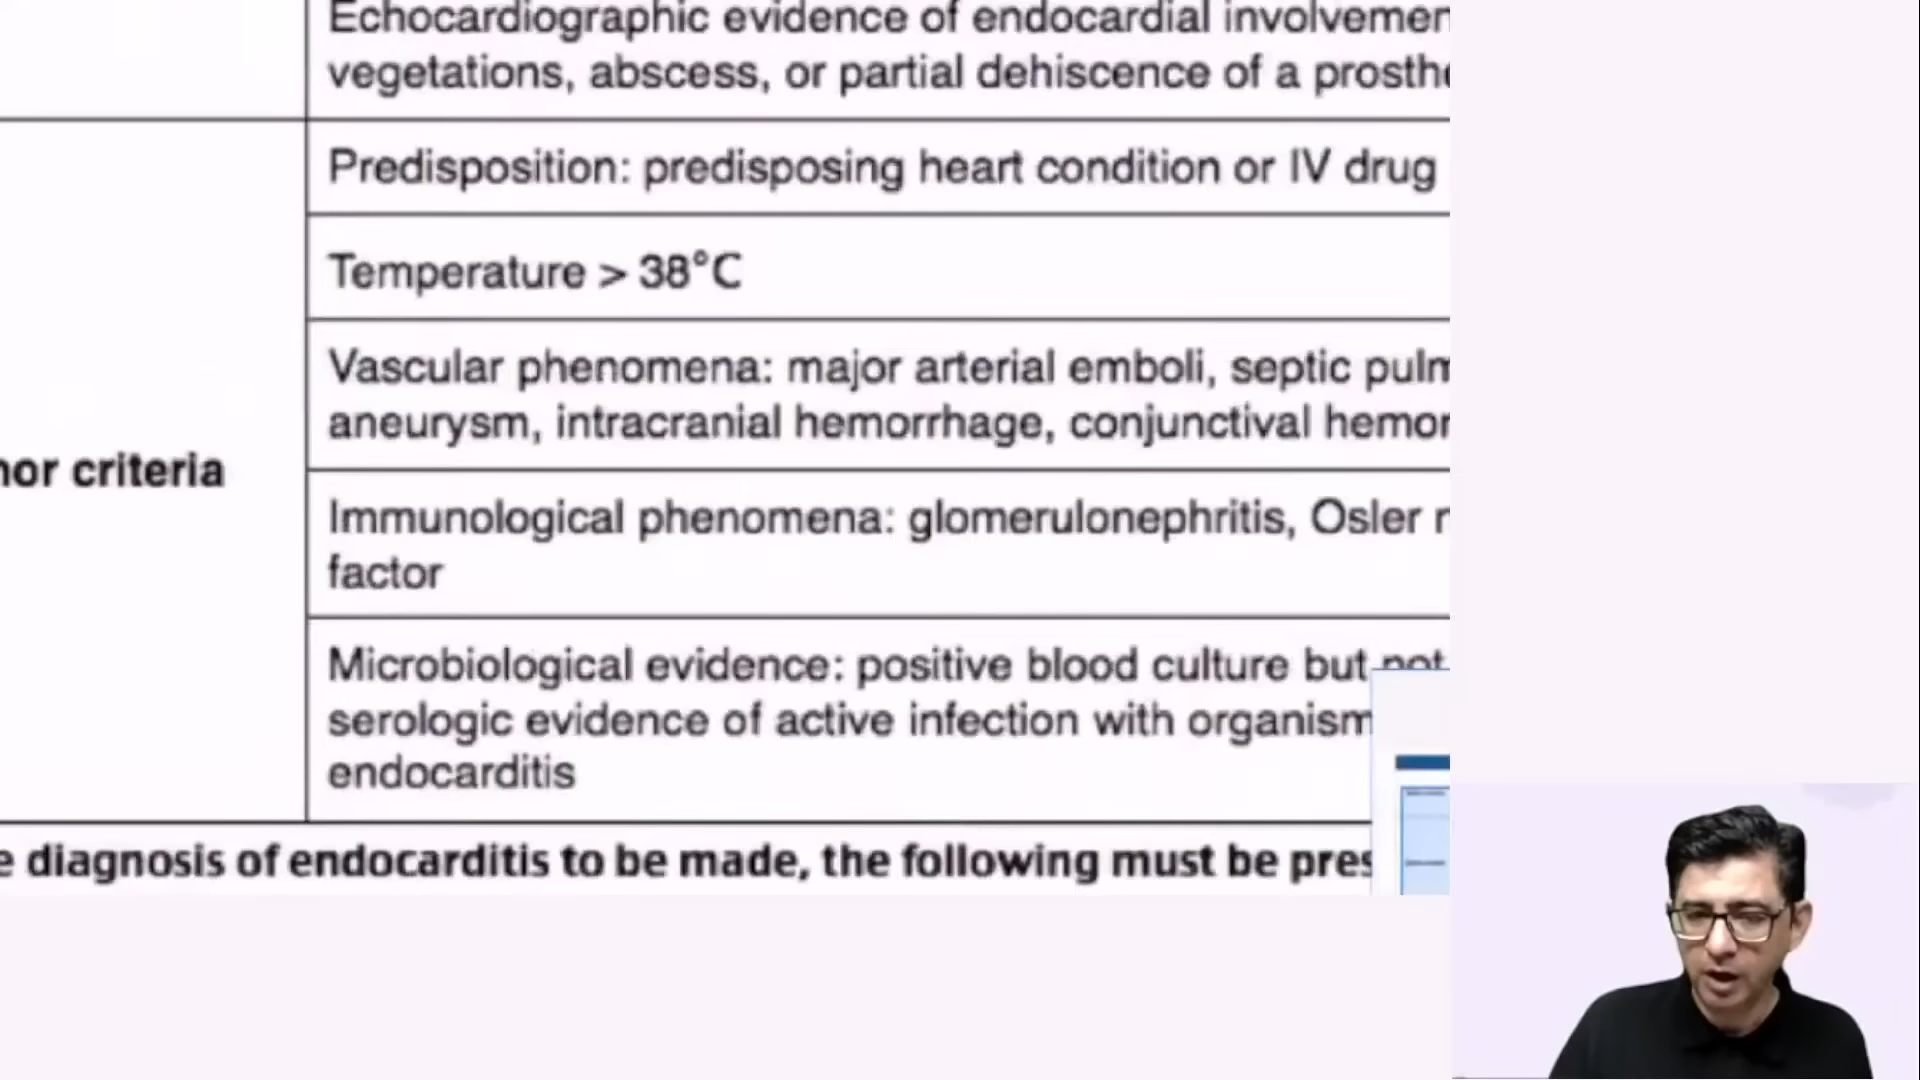 Echocardiographic evidence of endocardial involvemen
vegetations, abscess, or partial dehiscence of a prosth
Predisposition: predisposing heart condition or IV drug
Temperature > 38°C
Vascular phenomena: major arterial emboli, septic pulm
aneurysm, intracranial hemorrhage, conjunctival hemor
nor criteria
Immunological phenomena: glomerulonephritis, Osler n
factor
Microbiological evidence: positive blood culture but not
serologic evidence of active infection with organism
endocarditis
e diagnosis of endocarditis to be made, the following must be pres